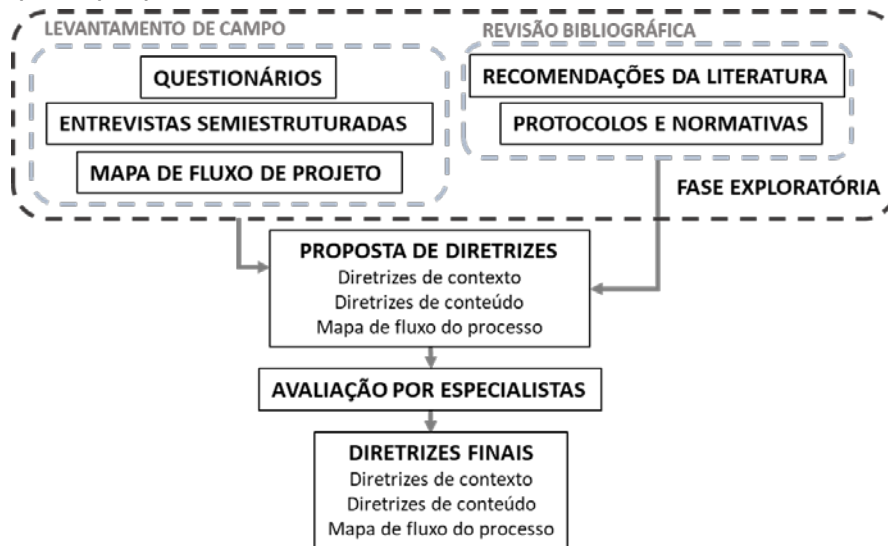 LEVANTAMENTO DE CAMPO
QUESTIONÁRIOS
ENTREVISTAS SEMIESTRUTURADAS
MAPA DE FLUXO DE PROJETO
REVISÃO BIBLIOGRÁFICA
RECOMENDAÇÕES DA LITERATURA
PROTOCOLOS E NORMATIVAS
FASE EXPLORATÓRIA
PROPOSTA DE DIRETRIZES
Diretrizes de contexto
Diretrizes de conteúdo
Mapa de fluxo do processo
AVALIAÇÃO POR ESPECIALISTAS
DIRETRIZES FINAIS
Diretrizes de contexto
Diretrizes de conteúdo
Mapa de fluxo do processo